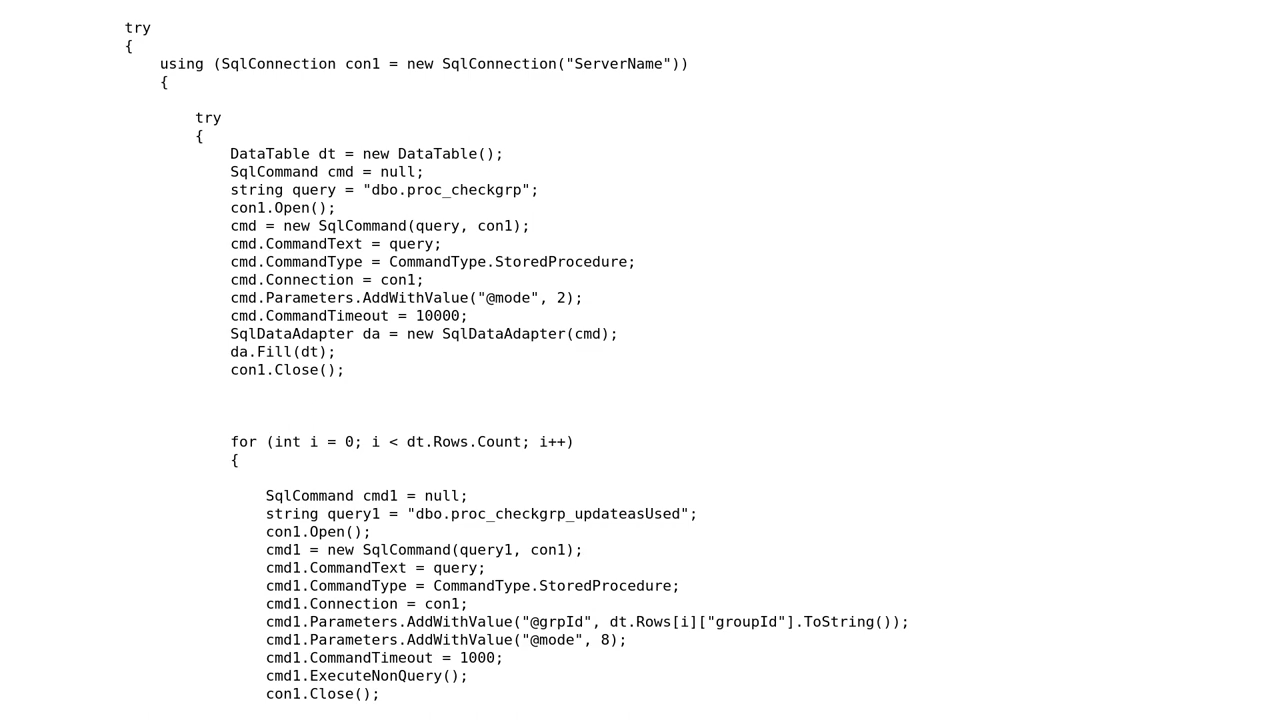 try
{
using (SqlConnection con1 = new SqlConnection("ServerName"))
{
try
{
DataTable dt = new DataTable();
SqlCommand cmd = null;
string query = "dbo.proc_checkgrp";
con1.Open();
cmd = new SqlCommand(query, con1);
cmd.CommandText = query;
cmd.CommandType = CommandType.StoredProcedure;
cmd.Connection = con1;
cmd.Parameters.AddWithValue("@mode", 2);
cmd.CommandTimeout = 10000;
SqlDataAdapter da = new SqlDataAdapter(cmd);
da.Fill(dt);
con1.Close();
for (int i = 0; i < dt.Rows.Count; i++)
{
SqlCommand cmd1 = null;
string query1 = "dbo.proc_checkgrp_updateasUsed";
con1.Open();
cmd1 = new SqlCommand(query1, con1);
cmd1.CommandText = query;
cmd1.CommandType = CommandType.StoredProcedure;
cmd1.Connection = con1;
cmd1.Parameters.AddWithValue("@grpId", dt.Rows[i]["groupId"].ToString());
cmd1.Parameters.AddWithValue("@mode", 8);
cmd1.CommandTimeout = 1000;
cmd1.ExecuteNonQuery();
con1.Close();